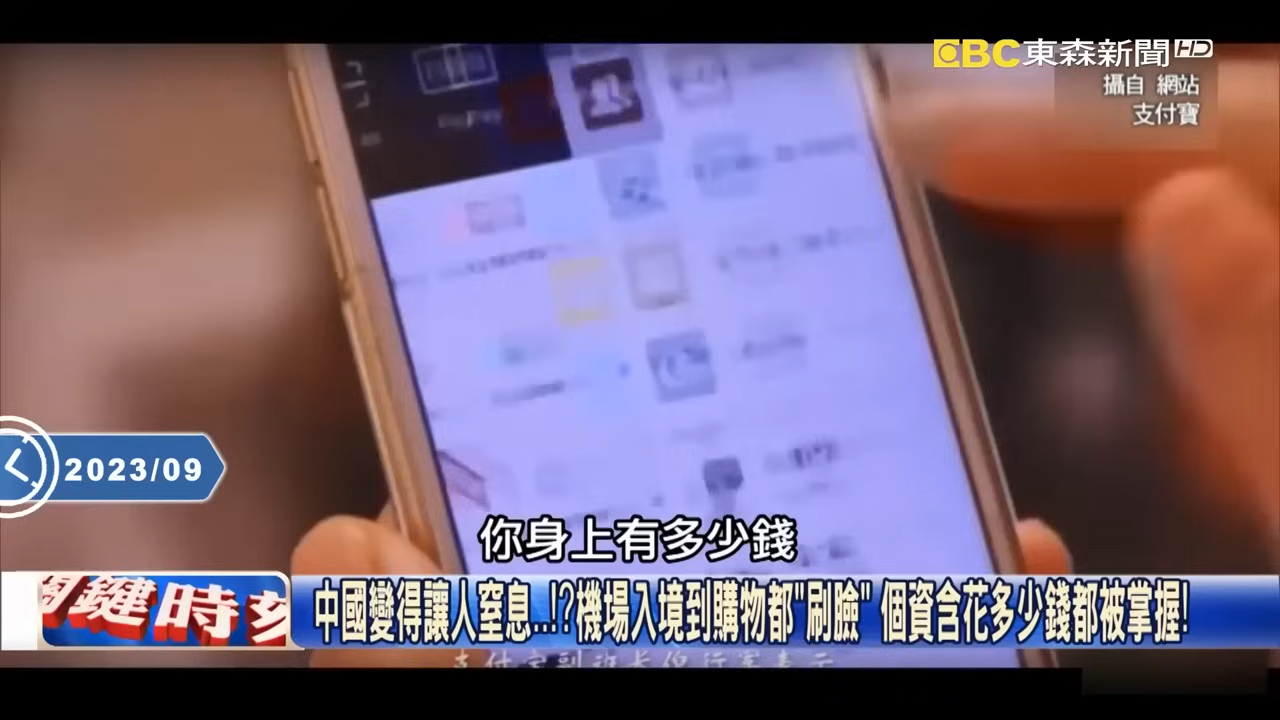 EBC東森新聞HD
攝自 網站
支付寶
2023/09
你身上有多少錢
關鍵時刻
中國變得讓人窒息..!?機場入境到購物都"刷臉" 個資含花多少錢都被掌握!